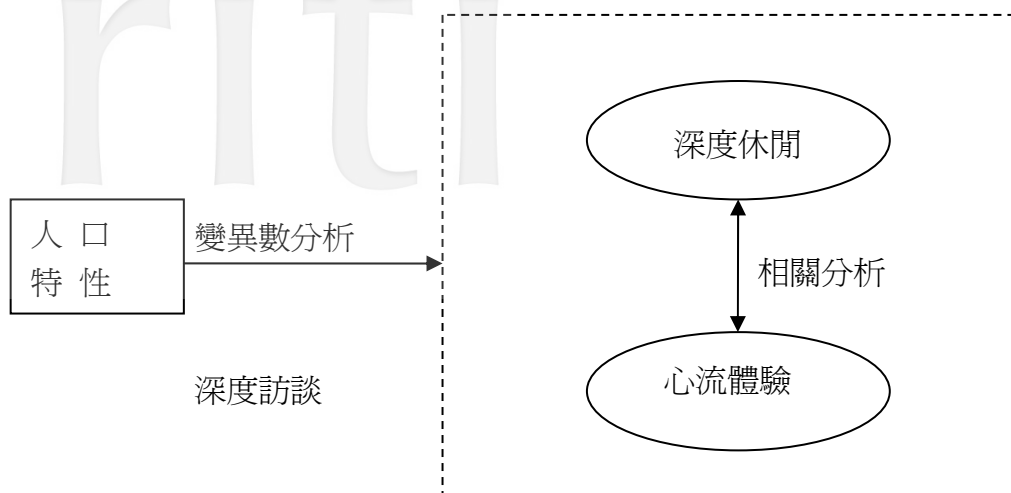 riti
深度休閒
人 口
特 性
變異數分析
相關分析
深度訪談
心流體驗